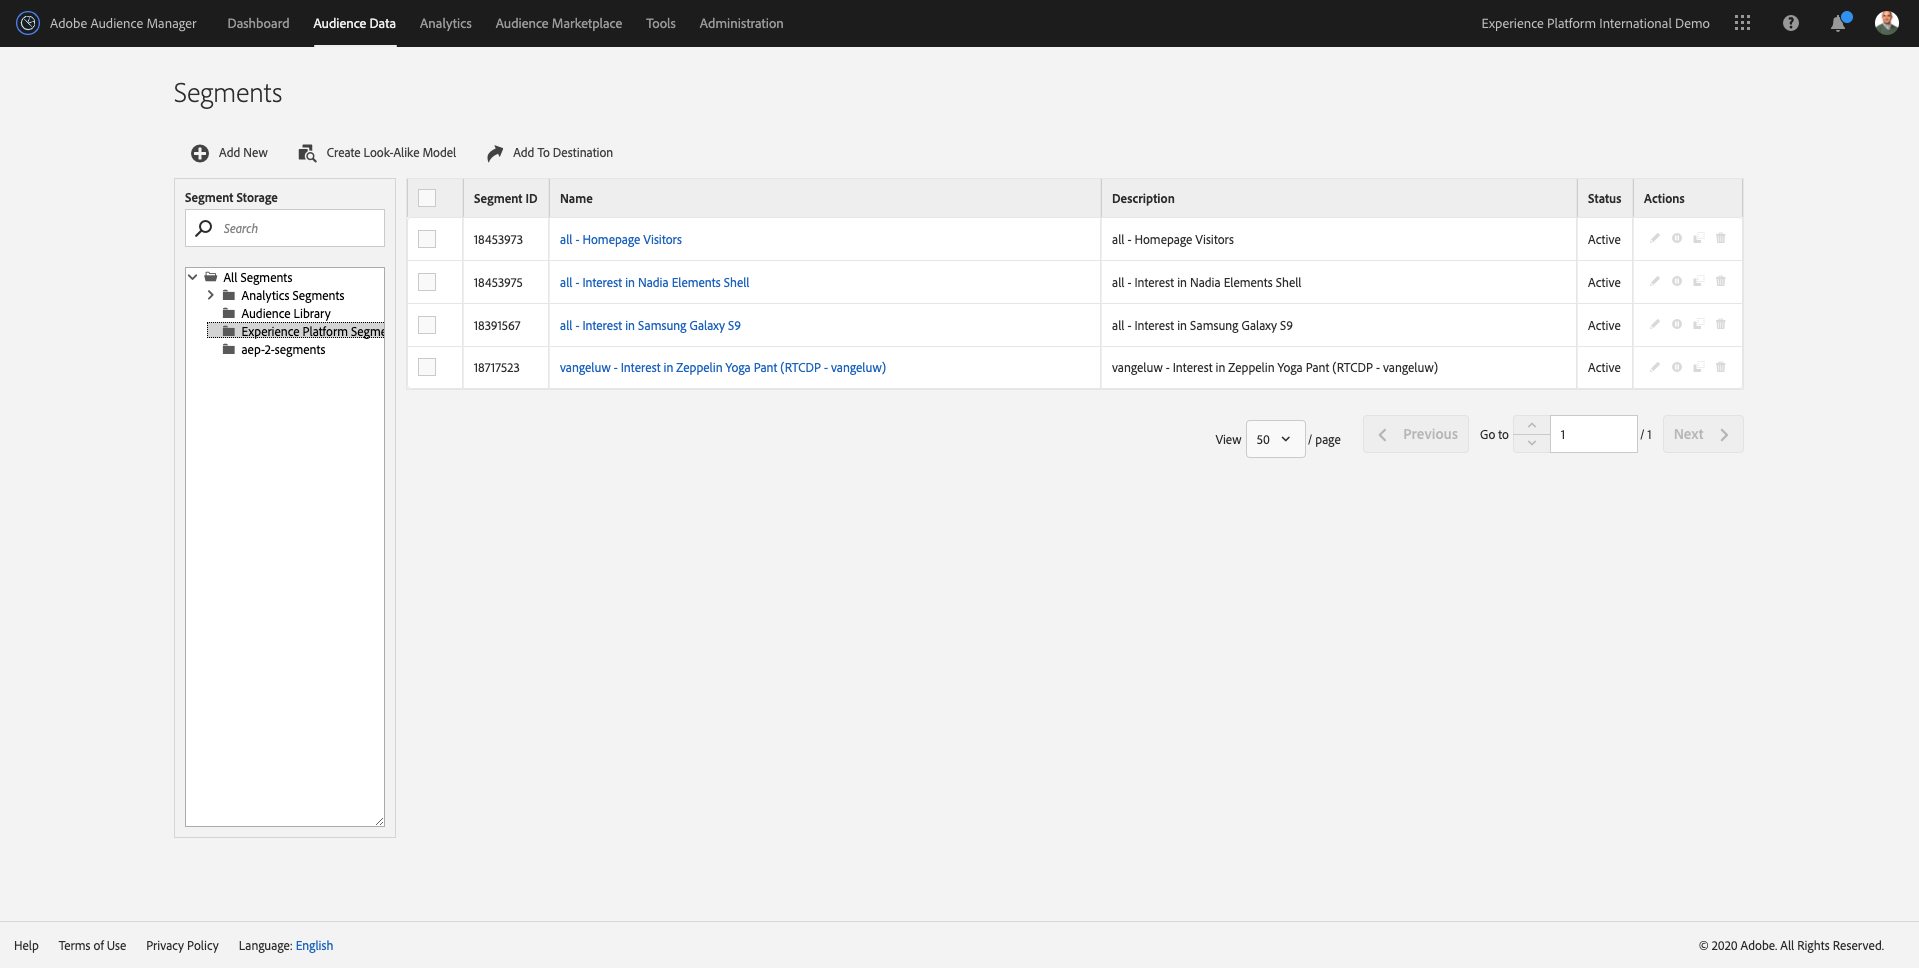 Adobe Audience Manager Dashboard Audience Data Analytics Audience Marketplace Tools Administration Experience Platform International Demo
Segments
Add New Create Look-Alike Model Add To Destination
Segment Storage
Search
All Segments
Analytics Segments
Audience Library
Experience Platform Segme
aep-2-segments
Segment ID Name Description Status Actions
18453973 all - Homepage Visitors all - Homepage Visitors Active
18453975 all - Interest in Nadia Elements Shell all - Interest in Nadia Elements Shell Active
18391567 all - Interest in Samsung Galaxy S9 all - Interest in Samsung Galaxy S9 Active
18717523 vangeluw - Interest in Zeppelin Yoga Pant (RTCDP - vangeluw) vangeluw - Interest in Zeppelin Yoga Pant (RTCDP - vangeluw) Active
View 50 / page Previous Go to 1 / 1 Next
Help Terms of Use Privacy Policy Language: English © 2020 Adobe. All Rights Reserved.